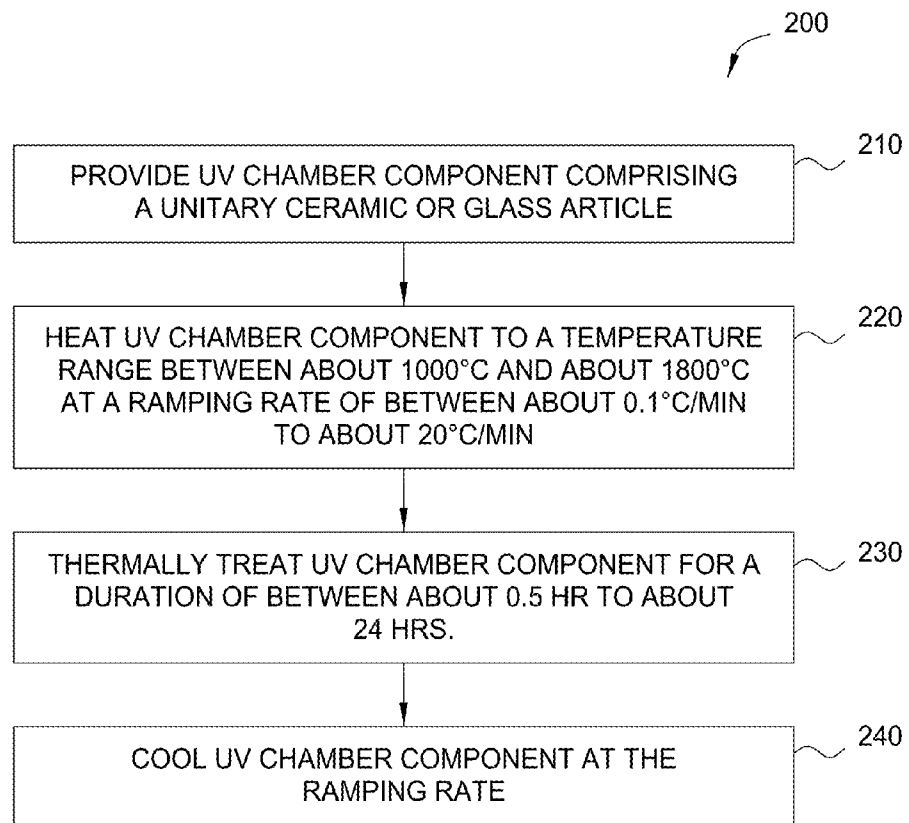 200
210
PROVIDE UV CHAMBER COMPONENT COMPRISING
A UNITARY CERAMIC OR GLASS ARTICLE
220
HEAT UV CHAMBER COMPONENT TO A TEMPERATURE
RANGE BETWEEN ABOUT 1000°C AND ABOUT 1800°C
AT A RAMPING RATE OF BETWEEN ABOUT 0.1°C/MIN
TO ABOUT 20°C/MIN
230
THERMALLY TREAT UV CHAMBER COMPONENT FOR A
DURATION OF BETWEEN ABOUT 0.5 HR TO ABOUT
24 HRS.
240
COOL UV CHAMBER COMPONENT AT THE
RAMPING RATE